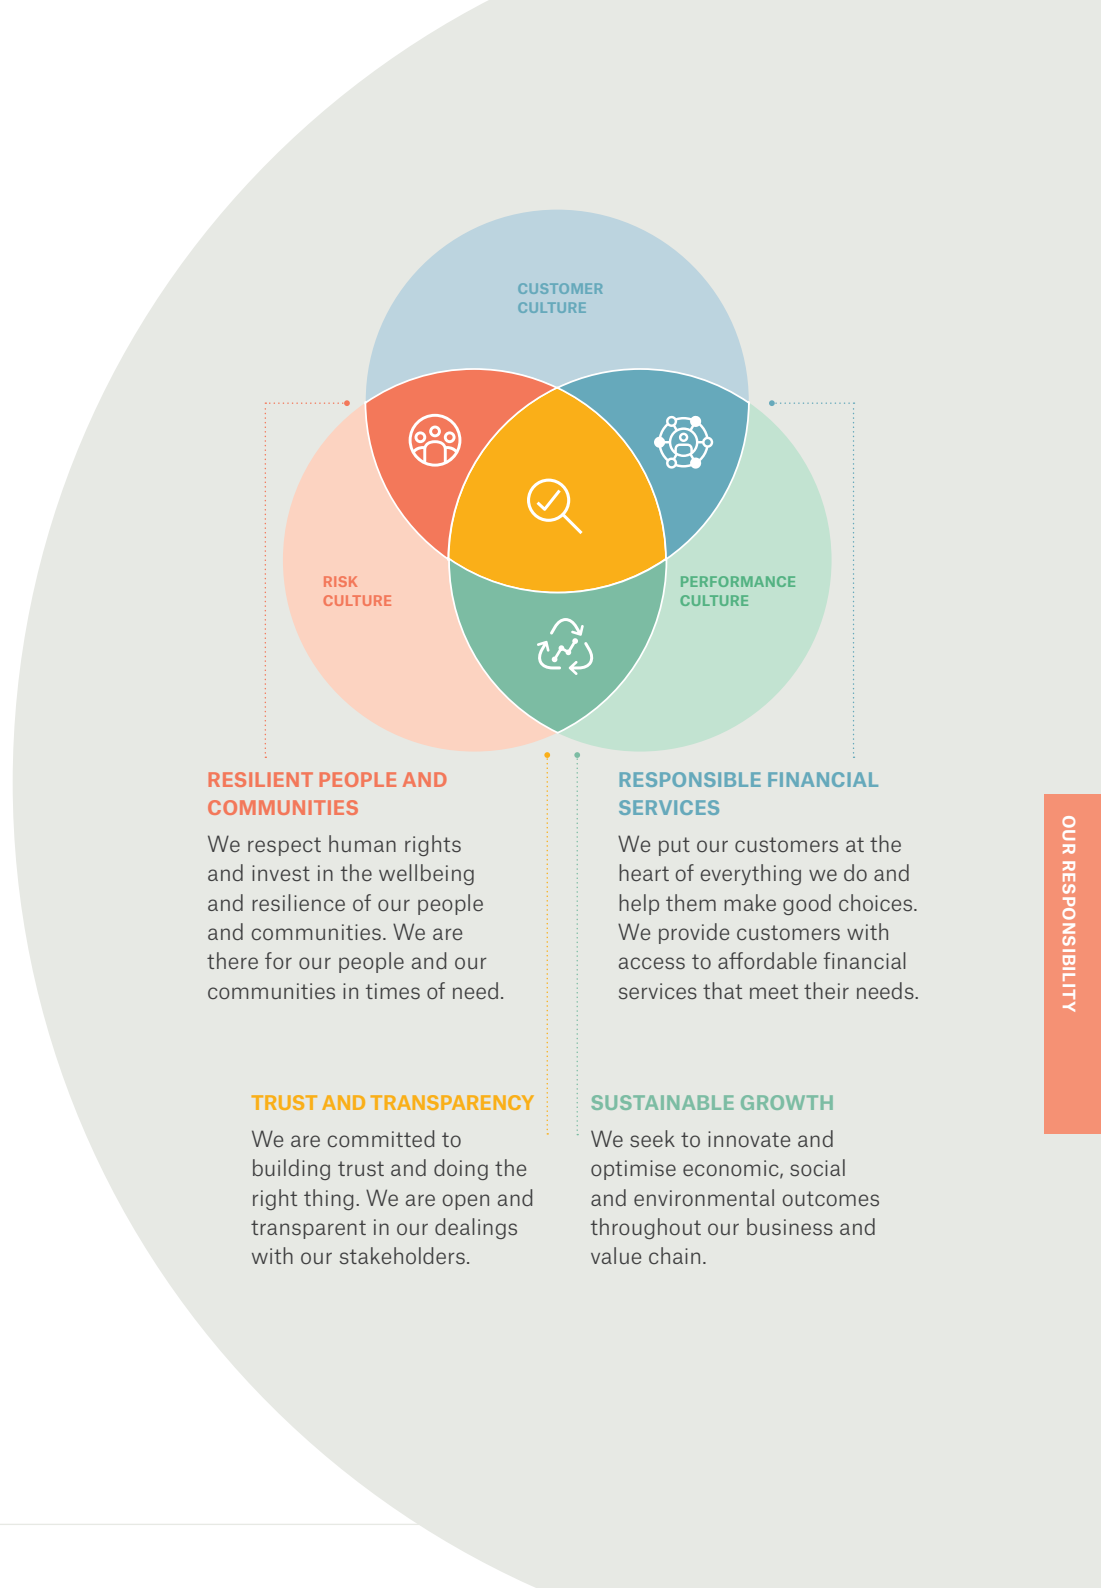 CUSTOMER
CULTURE
RISK
CULTURE
PERFORMANCE
CULTURE
RESILIENT PEOPLE AND
COMMUNITIES
We respect human rights
and invest in the wellbeing
and resilience of our people
and communities. We are
there for our people and our
communities in times of need.
RESPONSIBLE FINANCIAL
SERVICES
We put our customers at the
heart of everything we do and
help them make good choices.
We provide customers with
access to affordable financial
services that meet their needs.
TRUST AND TRANSPARENCY
We are committed to
building trust and doing the
right thing. We are open and
transparent in our dealings
with our stakeholders.
SUSTAINABLE GROWTH
We seek to innovate and
optimise economic, social
and environmental outcomes
throughout our business and
value chain.
OUR RESPONSIBILITY